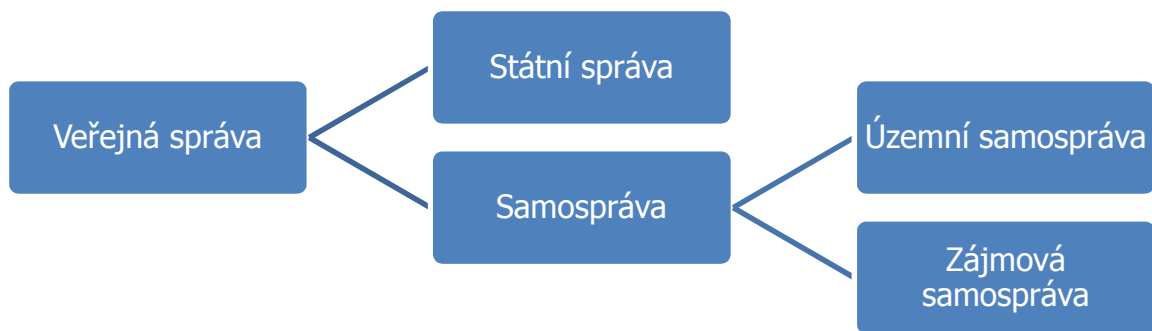 Veřejná správa
Státní správa
Samospráva
Územní samospráva
Zájmová
samospráva